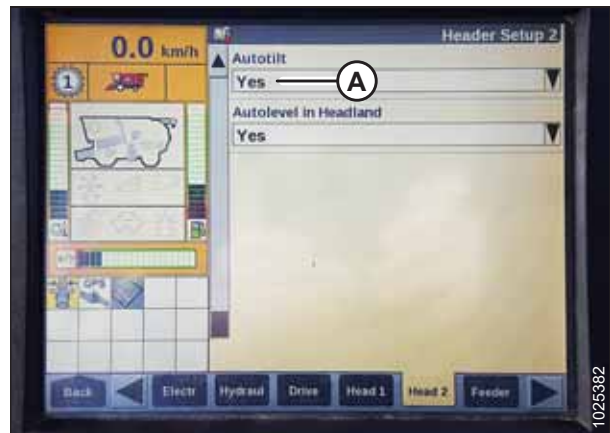 0.0 km/h
Header Setup 2
1
Autotilt
Yes
A
Autolevel in Headland
Yes
GPS
Back
Electr
Hydraul
Drive
Head 1
Head 2
Feeder
1025382